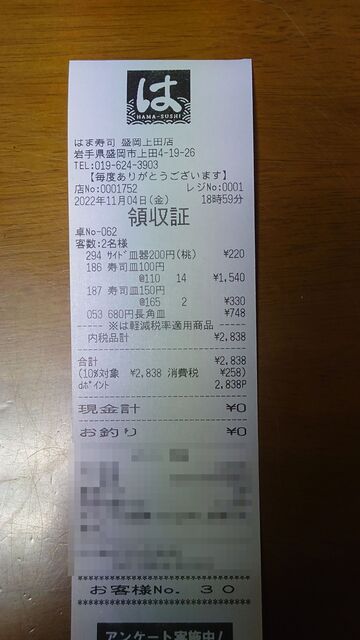 は
HAMA-SUSHI
はま寿司 盛岡上田店
岩手県盛岡市上田4-19-26
TEL:019-624-3903
【毎度ありがとうございます】
店No:0001752 レジNo:0001
2022年11月04日(金) 18時59分
領収証
卓No-062
客数:2名様
294 サイド皿器200円(桃) ¥220
186 寿司皿100円
@110 14 ¥1,540
187 寿司皿150円
@165 2 ¥330
053 680円長角皿 ¥748
----- ※は軽減税率適用商品 -----
内税品計 ¥2,838
合計 ¥2,838
(10%対象 ¥2,838 消費税 ¥258)
dポイント 2,838P
現金計 ¥0
お釣り ¥0
お客様No. 30
アンケート実施中!